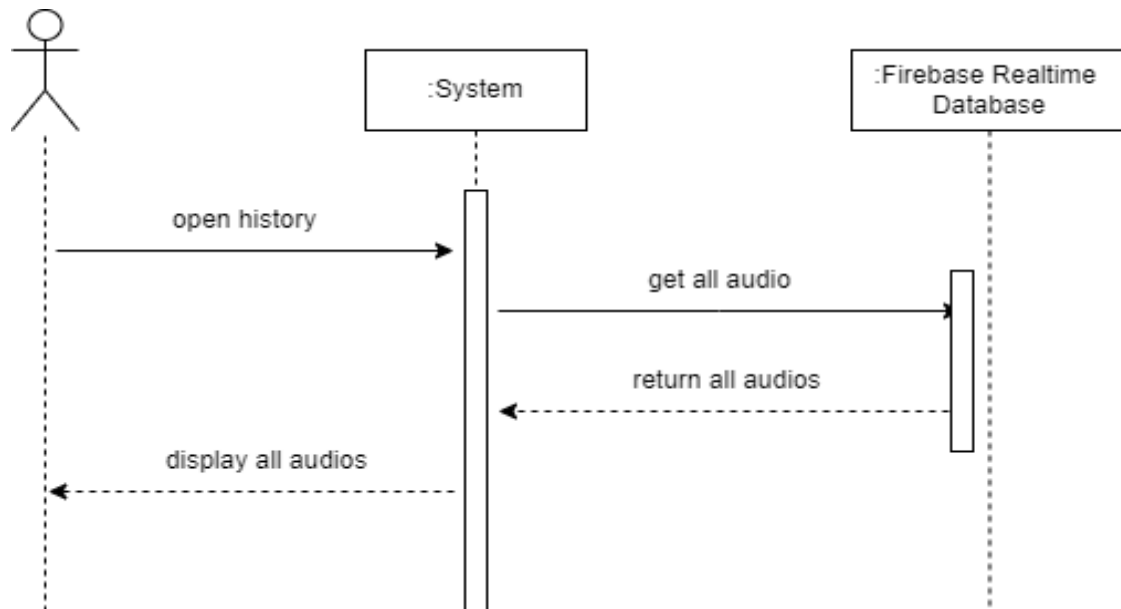 :System
:Firebase Realtime
Database
open history
get all audio
return all audios
display all audios